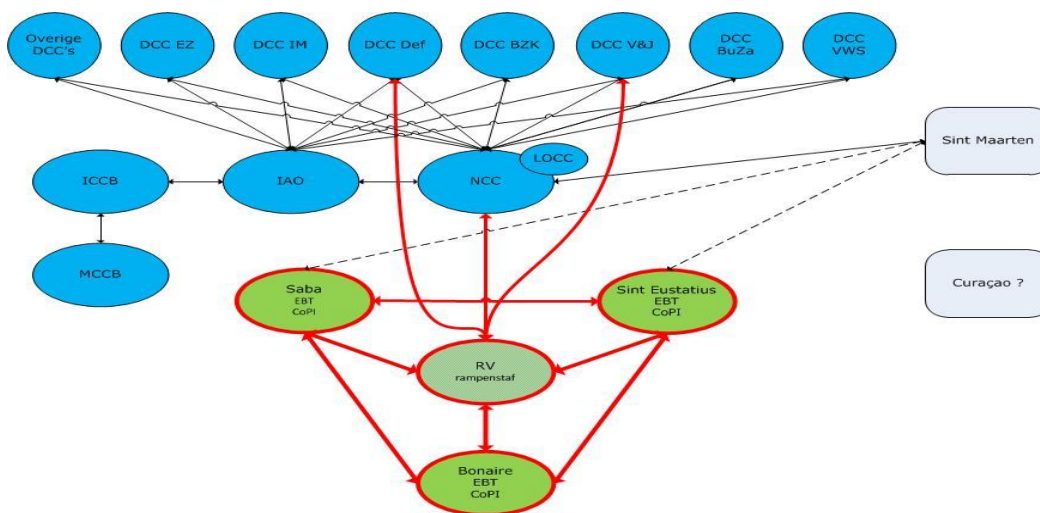 Overige
DCC's
DCC EZ
DCC IM
DCC Def
DCC BZK
DCC V&J
DCC
BuZa
DCC
VWS
Sint Maarten
LOCC
ICCB
IAO
NCC
MCCB
Saba
EBT
CoPI
Sint Eustatius
EBT
CoPI
Curaçao ?
RV
rampenstaf
Bonaire
EBT
CoPI